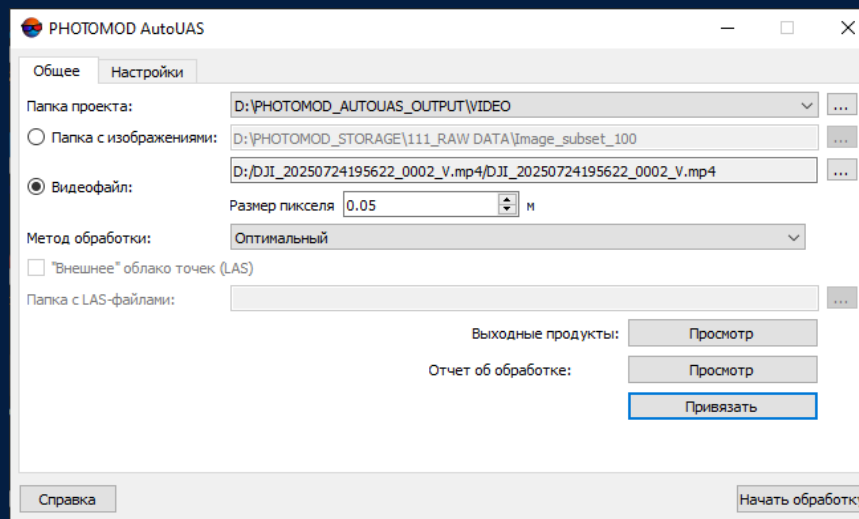 PHOTOMOD AutoUAS
Общее Настройки
Папка проекта: D:\PHOTOMOD_AUTOUAS_OUTPUT\VIDEO ...
Папка с изображениями: D:\PHOTOMOD_STORAGE\111_RAW DATA\Image_subset_100 ...
Видеофайл: D:/DJI_20250724195622_0002_V.mp4/DJI_20250724195622_0002_V.mp4 ...
Размер пикселя 0.05 м
Метод обработки: Оптимальный
"Внешнее" облако точек (LAS)
Папка с LAS-файлами: ...
Выходные продукты: Просмотр
Отчет об обработке: Просмотр
Привязать
Справка Начать обработку